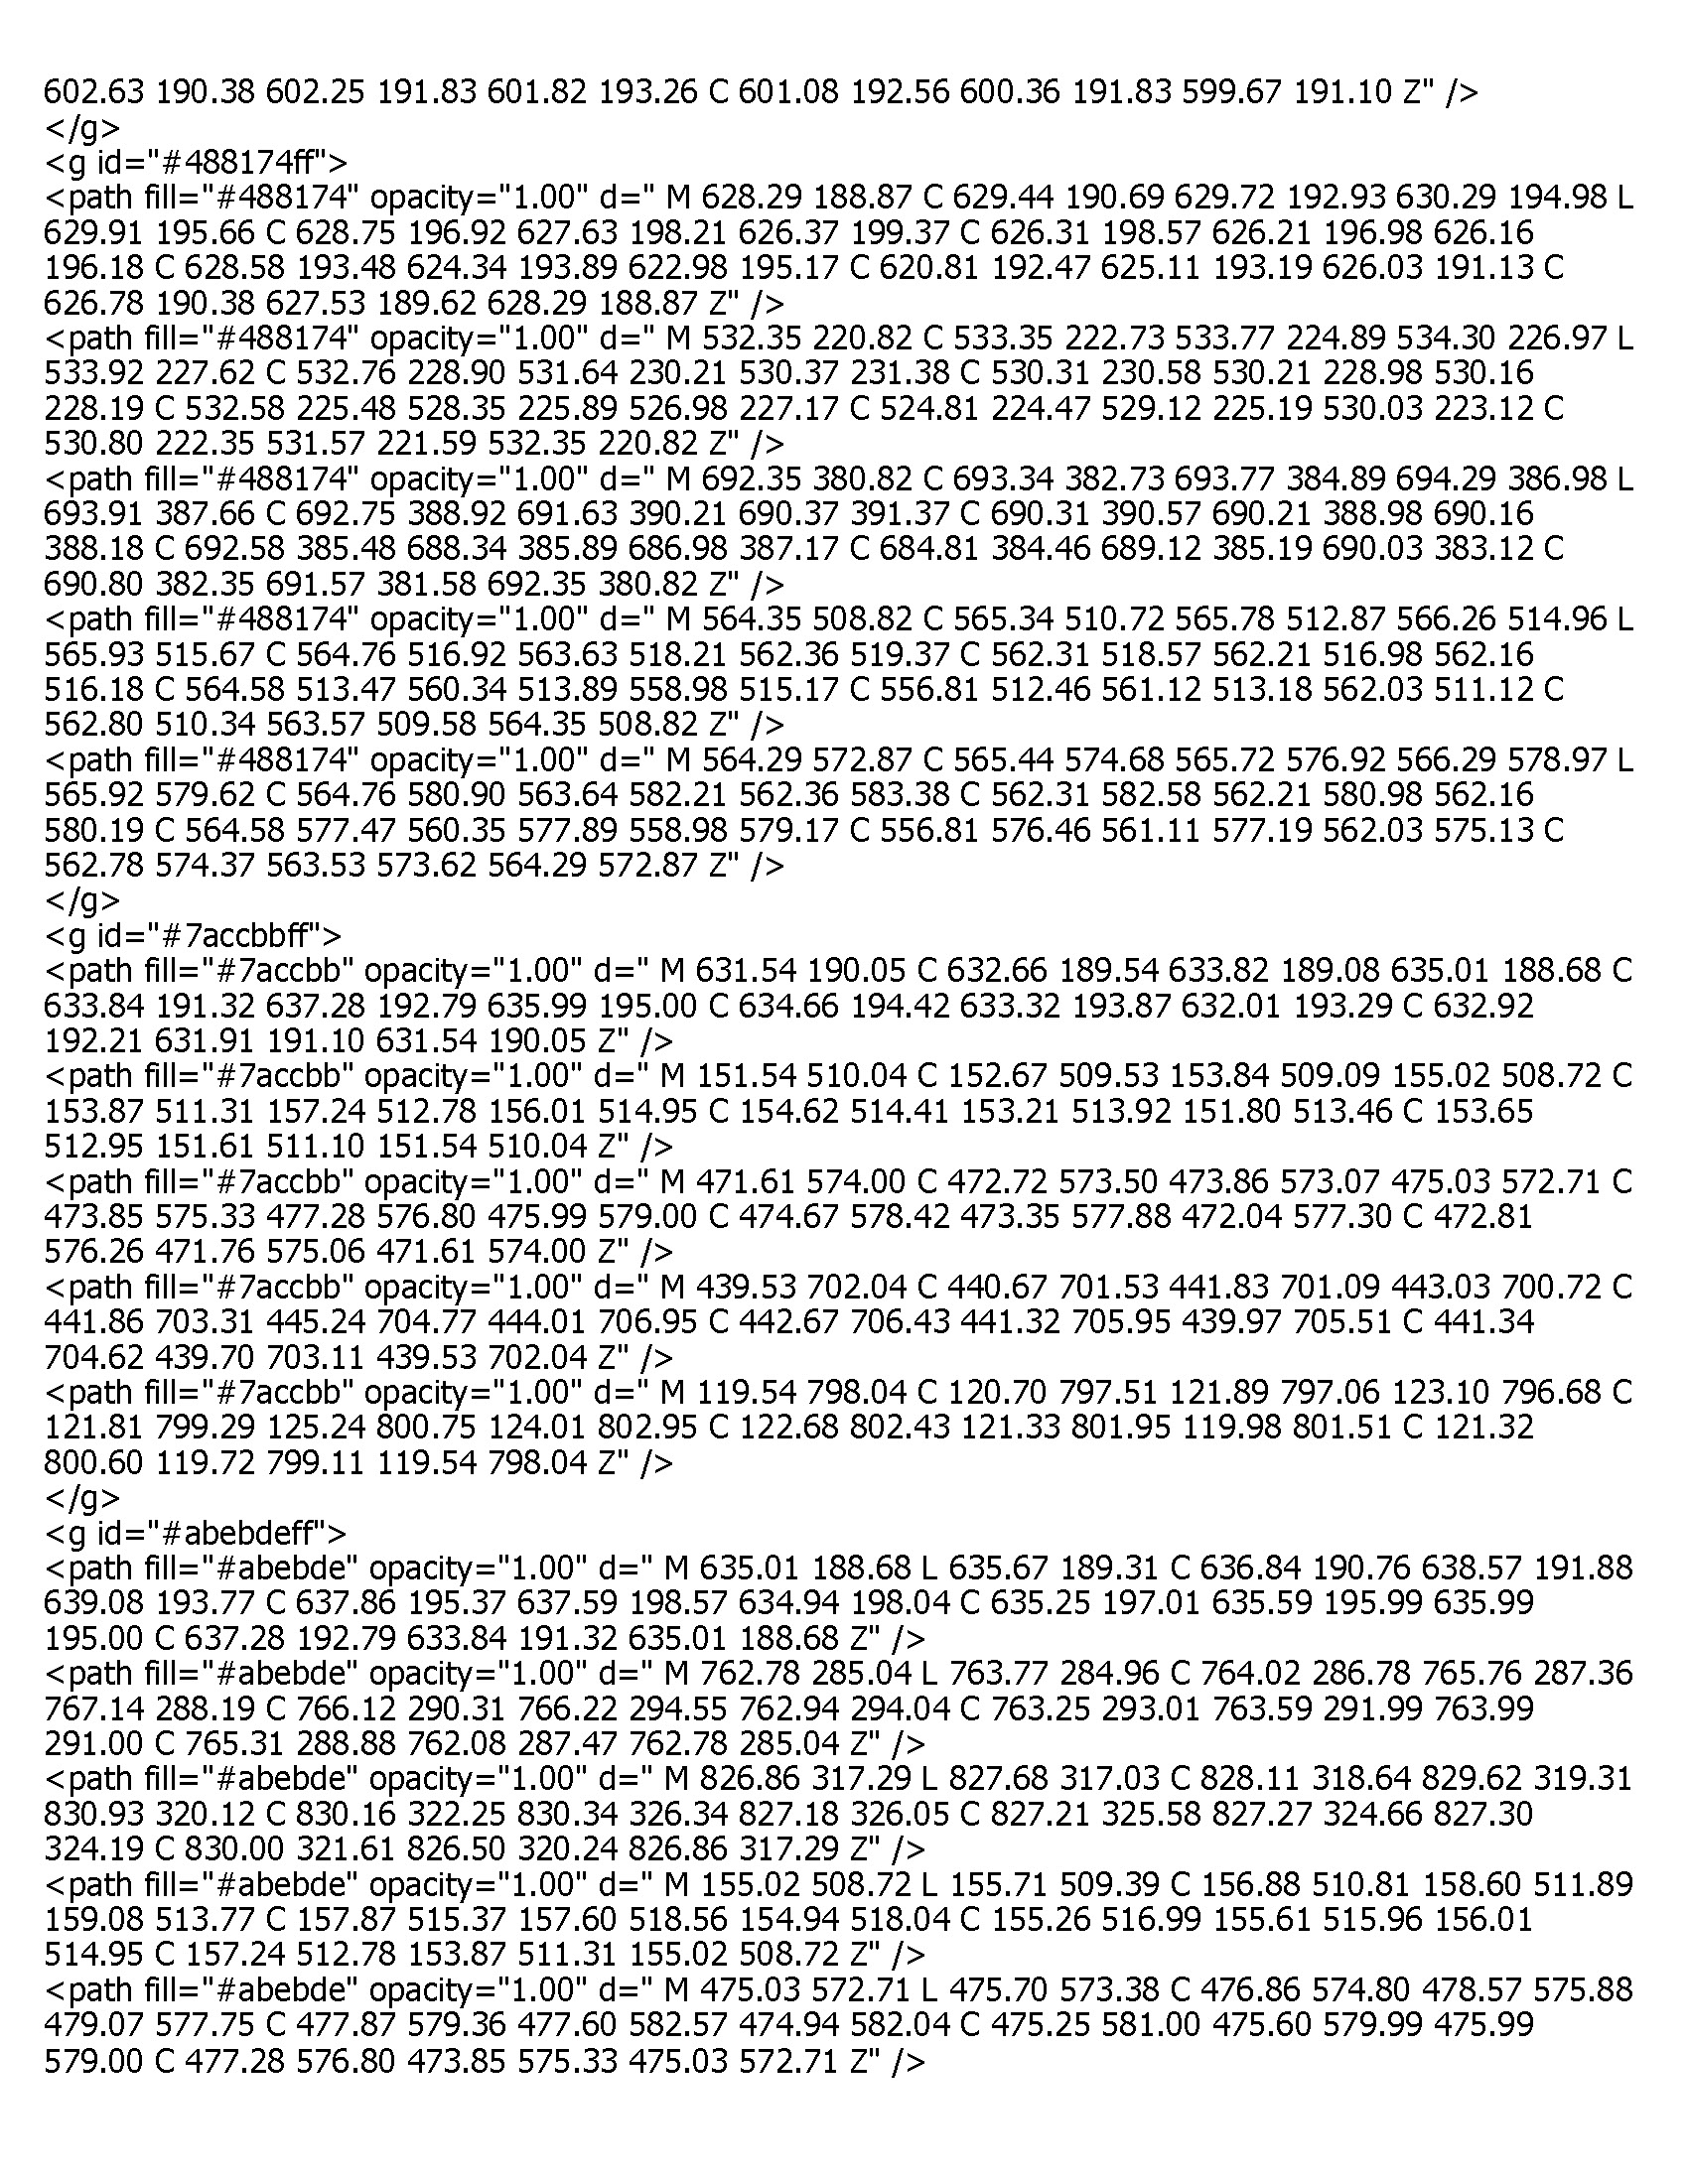 602.63 190.38 602.25 191.83 601.82 193.26 C 601.08 192.56 600.36 191.83 599.67 191.10 Z" />
</g>
<g id="#488174ff">
<path fill="#488174" opacity="1.00" d=" M 628.29 188.87 C 629.44 190.69 629.72 192.93 630.29 194.98 L
629.91 195.66 C 628.75 196.92 627.63 198.21 626.37 199.37 C 626.31 198.57 626.21 196.98 626.16
196.18 C 628.58 193.48 624.34 193.89 622.98 195.17 C 620.81 192.47 625.11 193.19 626.03 191.13 C
626.78 190.38 627.53 189.62 628.29 188.87 Z" />
<path fill="#488174" opacity="1.00" d=" M 532.35 220.82 C 533.35 222.73 533.77 224.89 534.30 226.97 L
533.92 227.62 C 532.76 228.90 531.64 230.21 530.37 231.38 C 530.31 230.58 530.21 228.98 530.16
228.19 C 532.58 225.48 528.35 225.89 526.98 227.17 C 524.81 224.47 529.12 225.19 530.03 223.12 C
530.80 222.35 531.57 221.59 532.35 220.82 Z" />
<path fill="#488174" opacity="1.00" d=" M 692.35 380.82 C 693.34 382.73 693.77 384.89 694.29 386.98 L
693.91 387.66 C 692.75 388.92 691.63 390.21 690.37 391.37 C 690.31 390.57 690.21 388.98 690.16
388.18 C 692.58 385.48 688.34 385.89 686.98 387.17 C 684.81 384.46 689.12 385.19 690.03 383.12 C
690.80 382.35 691.57 381.58 692.35 380.82 Z" />
<path fill="#488174" opacity="1.00" d=" M 564.35 508.82 C 565.34 510.72 565.78 512.87 566.26 514.96 L
565.93 515.67 C 564.76 516.92 563.63 518.21 562.36 519.37 C 562.31 518.57 562.21 516.98 562.16
516.18 C 564.58 513.47 560.34 513.89 558.98 515.17 C 556.81 512.46 561.12 513.18 562.03 511.12 C
562.80 510.34 563.57 509.58 564.35 508.82 Z" />
<path fill="#488174" opacity="1.00" d=" M 564.29 572.87 C 565.44 574.68 565.72 576.92 566.29 578.97 L
565.92 579.62 C 564.76 580.90 563.64 582.21 562.36 583.38 C 562.31 582.58 562.21 580.98 562.16
580.19 C 564.58 577.47 560.35 577.89 558.98 579.17 C 556.81 576.46 561.11 577.19 562.03 575.13 C
562.78 574.37 563.53 573.62 564.29 572.87 Z" />
</g>
<g id="#7accbbff">
<path fill="#7accbb" opacity="1.00" d=" M 631.54 190.05 C 632.66 189.54 633.82 189.08 635.01 188.68 C
633.84 191.32 637.28 192.79 635.99 195.00 C 634.66 194.42 633.32 193.87 632.01 193.29 C 632.92
192.21 631.91 191.10 631.54 190.05 Z" />
<path fill="#7accbb" opacity="1.00" d=" M 151.54 510.04 C 152.67 509.53 153.84 509.09 155.02 508.72 C
153.87 511.31 157.24 512.78 156.01 514.95 C 154.62 514.41 153.21 513.92 151.80 513.46 C 153.65
512.95 151.61 511.10 151.54 510.04 Z" />
<path fill="#7accbb" opacity="1.00" d=" M 471.61 574.00 C 472.72 573.50 473.86 573.07 475.03 572.71 C
473.85 575.33 477.28 576.80 475.99 579.00 C 474.67 578.42 473.35 577.88 472.04 577.30 C 472.81
576.26 471.76 575.06 471.61 574.00 Z" />
<path fill="#7accbb" opacity="1.00" d=" M 439.53 702.04 C 440.67 701.53 441.83 701.09 443.03 700.72 C
441.86 703.31 445.24 704.77 444.01 706.95 C 442.67 706.43 441.32 705.95 439.97 705.51 C 441.34
704.62 439.70 703.11 439.53 702.04 Z" />
<path fill="#7accbb" opacity="1.00" d=" M 119.54 798.04 C 120.70 797.51 121.89 797.06 123.10 796.68 C
121.81 799.29 125.24 800.75 124.01 802.95 C 122.68 802.43 121.33 801.95 119.98 801.51 C 121.32
800.60 119.72 799.11 119.54 798.04 Z" />
</g>
<g id="#abebdeff">
<path fill="#abebde" opacity="1.00" d=" M 635.01 188.68 L 635.67 189.31 C 636.84 190.76 638.57 191.88
639.08 193.77 C 637.86 195.37 637.59 198.57 634.94 198.04 C 635.25 197.01 635.59 195.99 635.99
195.00 C 637.28 192.79 633.84 191.32 635.01 188.68 Z" />
<path fill="#abebde" opacity="1.00" d=" M 762.78 285.04 L 763.77 284.96 C 764.02 286.78 765.76 287.36
767.14 288.19 C 766.12 290.31 766.22 294.55 762.94 294.04 C 763.25 293.01 763.59 291.99 763.99
291.00 C 765.31 288.88 762.08 287.47 762.78 285.04 Z" />
<path fill="#abebde" opacity="1.00" d=" M 826.86 317.29 L 827.68 317.03 C 828.11 318.64 829.62 319.31
830.93 320.12 C 830.16 322.25 830.34 326.34 827.18 326.05 C 827.21 325.58 827.27 324.66 827.30
324.19 C 830.00 321.61 826.50 320.24 826.86 317.29 Z" />
<path fill="#abebde" opacity="1.00" d=" M 155.02 508.72 L 155.71 509.39 C 156.88 510.81 158.60 511.89
159.08 513.77 C 157.87 515.37 157.60 518.56 154.94 518.04 C 155.26 516.99 155.61 515.96 156.01
514.95 C 157.24 512.78 153.87 511.31 155.02 508.72 Z" />
<path fill="#abebde" opacity="1.00" d=" M 475.03 572.71 L 475.70 573.38 C 476.86 574.80 478.57 575.88
479.07 577.75 C 477.87 579.36 477.60 582.57 474.94 582.04 C 475.25 581.00 475.60 579.99 475.99
579.00 C 477.28 576.80 473.85 575.33 475.03 572.71 Z" />